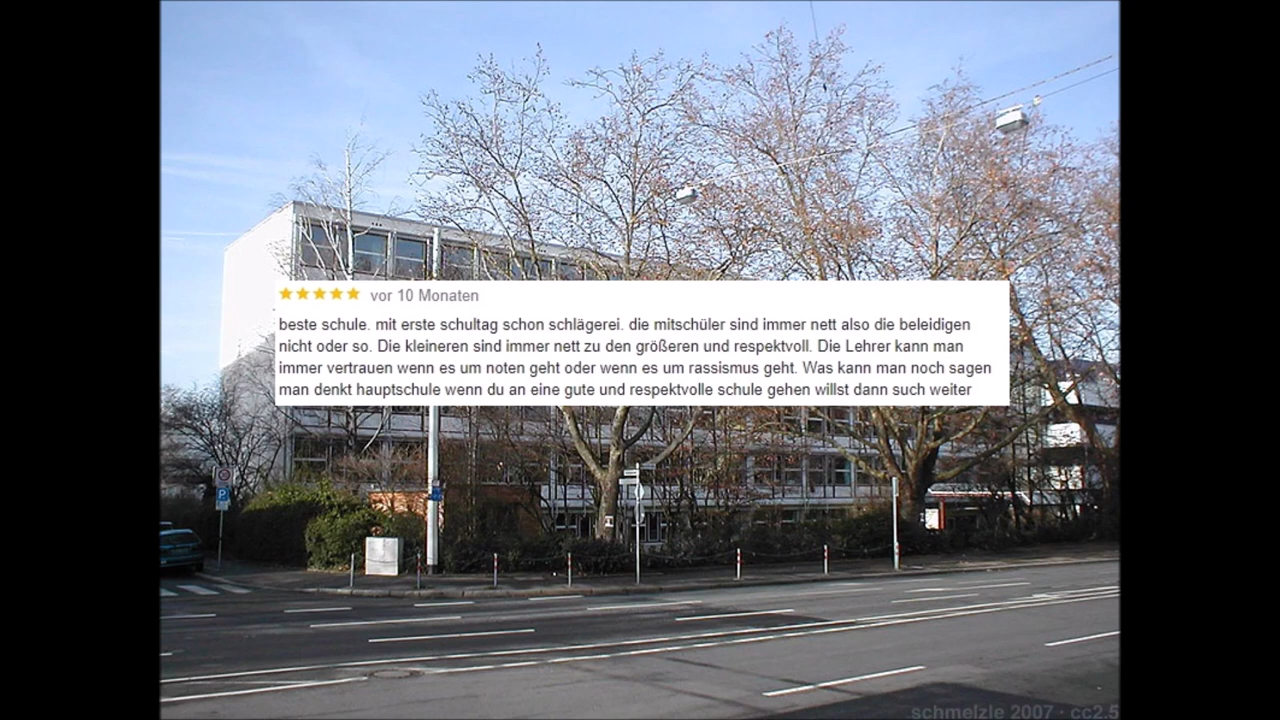 ★★★★★ vor 10 Monaten
beste schule. mit erste schultag schon schlägerei. die mitschüler sind immer nett also die beleidigen
nicht oder so. Die kleineren sind immer nett zu den größeren und respektvoll. Die Lehrer kann man
immer vertrauen wenn es um noten geht oder wenn es um rassismus geht. Was kann man noch sagen
man denkt hauptschule wenn du an eine gute und respektvolle schule gehen willst dann such weiter
P
schmelzle 2007 · cc2.5